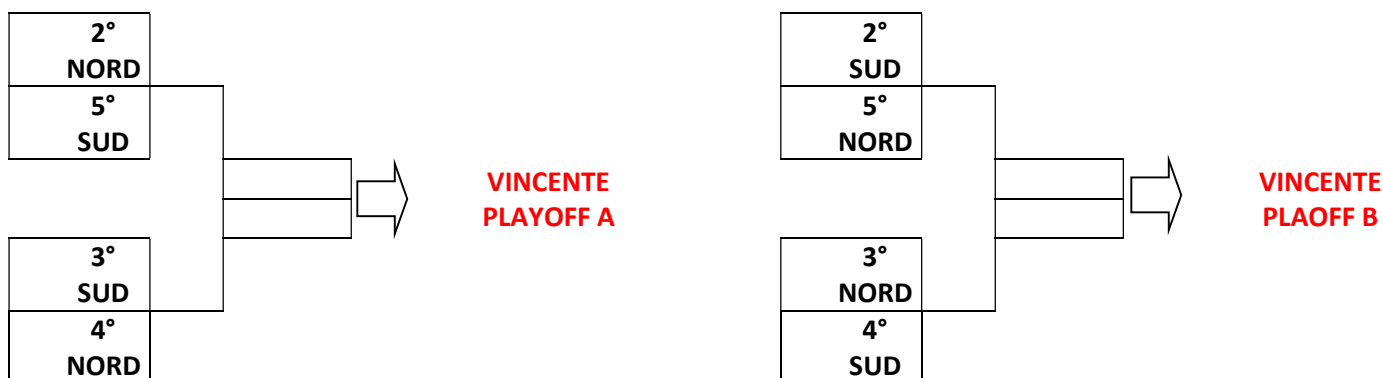 2°
NORD
5°
SUD
VINCENTE
PLAYOFF A
3°
SUD
4°
NORD
2°
SUD
5°
NORD
VINCENTE
PLAOFF B
3°
NORD
4°
SUD